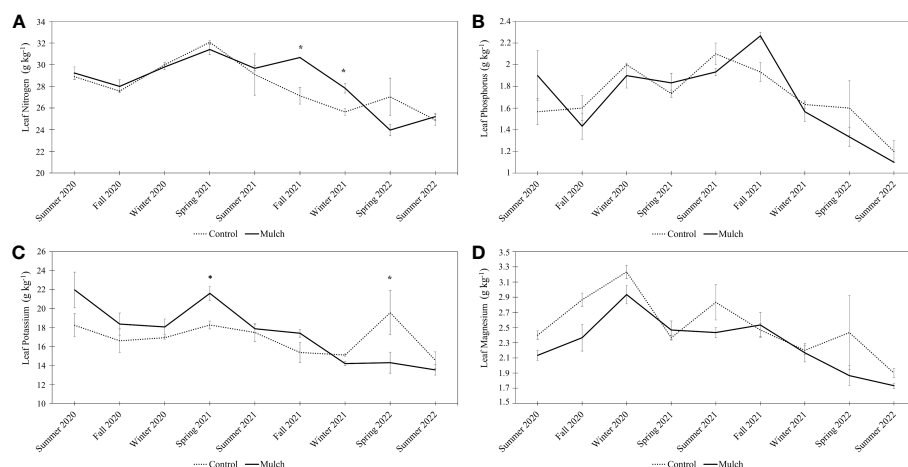 A
Leaf Nitrogen (g kg⁻¹)
34
32
30
28
26
24
22
20
*
*
Summer 2020
Fall 2020
Winter 2020
Spring 2021
Summer 2021
Fall 2021
Winter 2021
Spring 2022
Summer 2022
Control Mulch
B
Leaf Phosphorus (g kg⁻¹)
2.2
2
1.8
1.6
1.4
1.2
1
Summer 2020
Fall 2020
Winter 2020
Spring 2021
Summer 2021
Fall 2021
Winter 2021
Spring 2022
Summer 2022
Control Mulch
C
Leaf Potassium (g kg⁻¹)
26
24
22
20
18
16
14
12
10
*
*
Summer 2020
Fall 2020
Winter 2020
Spring 2021
Summer 2021
Fall 2021
Winter 2021
Spring 2022
Summer 2022
Control Mulch
D
Leaf Magnesium (g kg⁻¹)
3.5
3.3
3.1
2.9
2.7
2.5
2.3
2.1
1.9
1.7
1.5
Summer 2020
Fall 2020
Winter 2020
Spring 2021
Summer 2021
Fall 2021
Winter 2021
Spring 2022
Summer 2022
Control Mulch